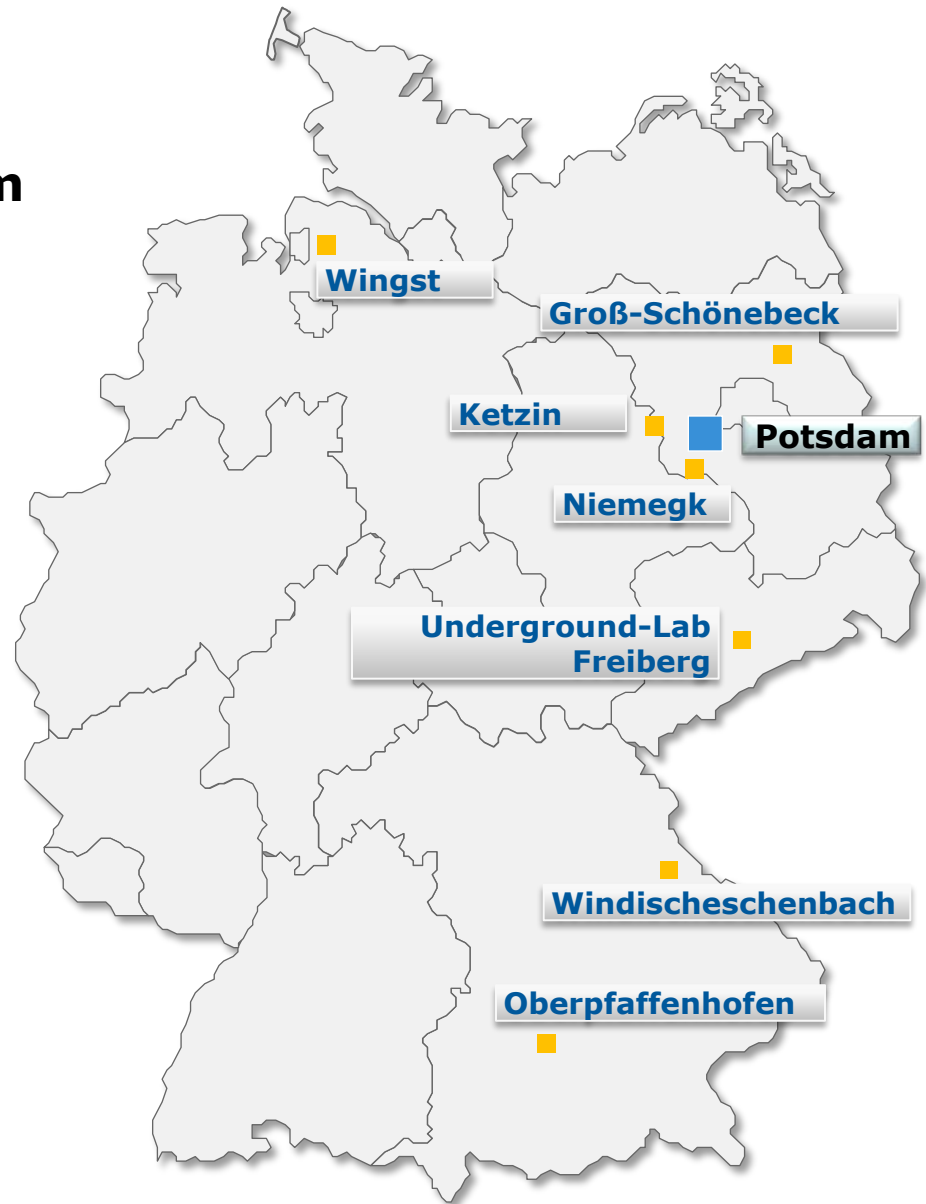 Wingst
Groß-Schönebeck
Ketzin
Potsdam
Niemegk
Underground-Lab
Freiberg
Windischeschenbach
Oberpfaffenhofen